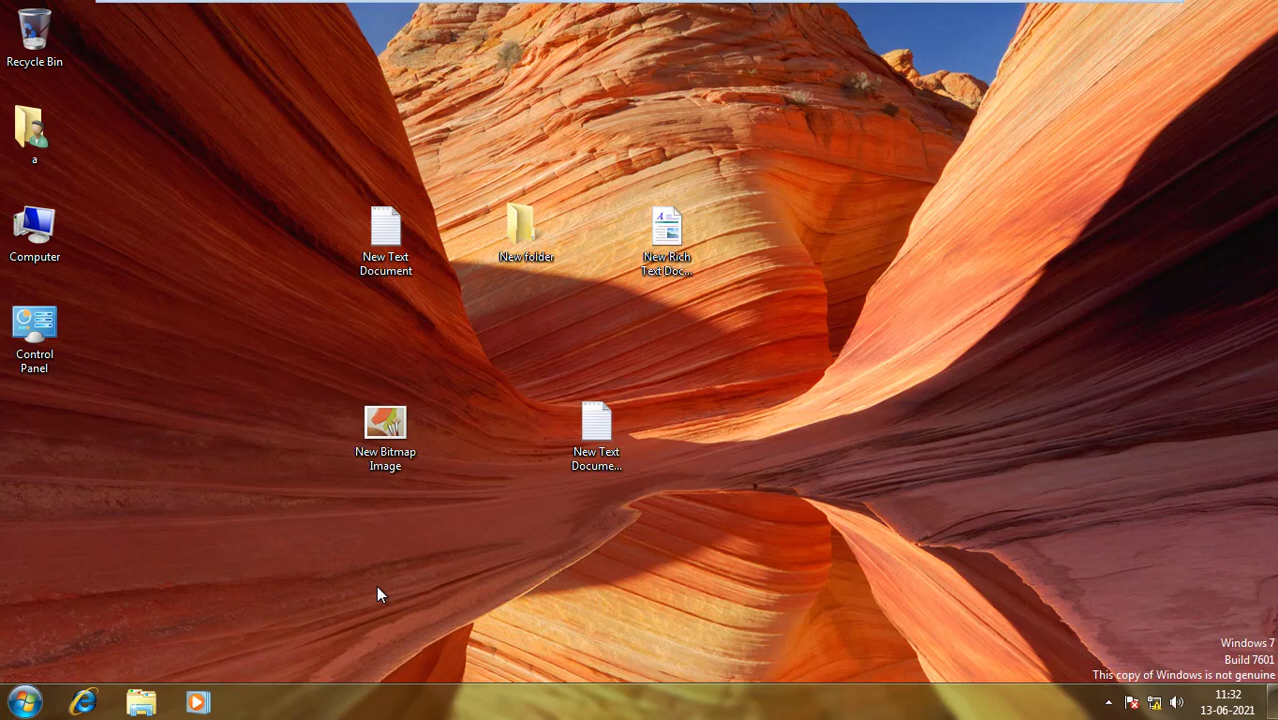 Recycle Bin
a
Computer
Control
Panel
New Text
Document
New folder
New Rich
Text Doc...
New Bitmap
Image
New Text
Docume...
Windows 7
Build 7601
This copy of Windows is not genuine
11:32
13-06-2021